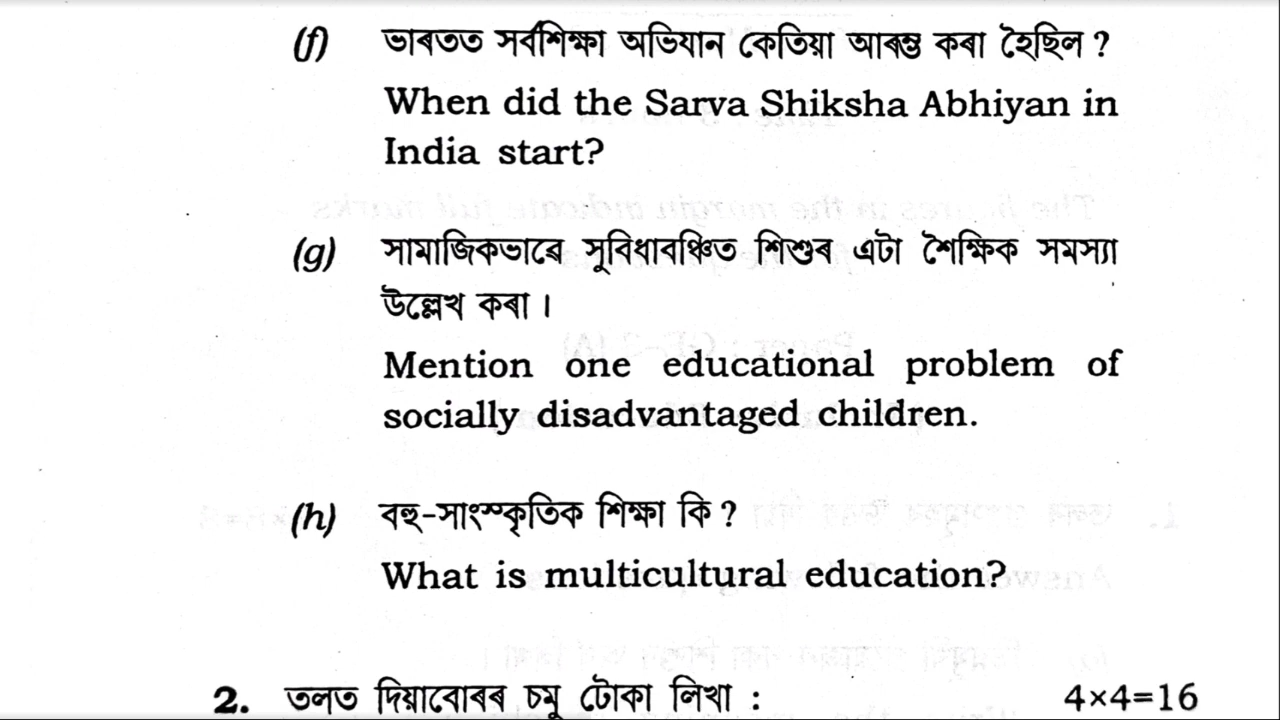 (f) ভাৰতত সৰ্বশিক্ষা অভিযান কেতিয়া আৰম্ভ কৰা হৈছিল ?
When did the Sarva Shiksha Abhiyan in
India start?
(g) সামাজিকভাৱে সুবিধাবঞ্চিত শিশুৰ এটা শৈক্ষিক সমস্যা
উল্লেখ কৰা ।
Mention one educational problem of
socially disadvantaged children.
(h) বহু-সাংস্কৃতিক শিক্ষা কি ?
What is multicultural education?
2. তলত দিয়াবোৰৰ চমু টোকা লিখা : 4×4=16